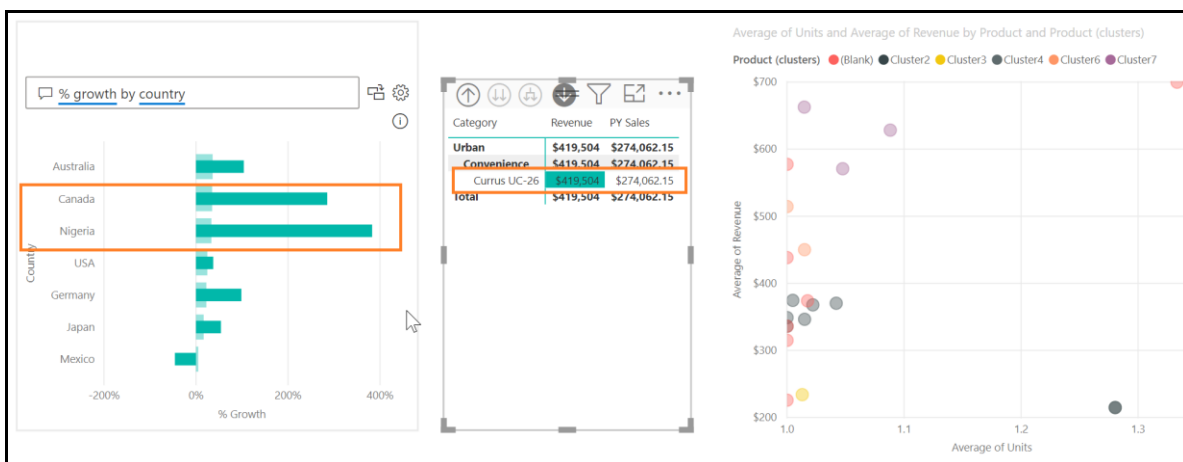 % growth by country
Australia
Canada
Nigeria
USA
Germany
Japan
Mexico
Country
-200% 0% 200% 400%
% Growth
Category Revenue PY Sales
Urban $419,504 $274,062.15
Convenience $419,504 $274,062.15
Currus UC-26 $419,504 $274,062.15
Total $419,504 $274,062.15
Average of Units and Average of Revenue by Product and Product (clusters)
Product (clusters) (Blank) Cluster2 Cluster3 Cluster4 Cluster6 Cluster7
$700
$600
$500
$400
$300
$200
Average of Revenue
1.0 1.1 1.2 1.3
Average of Units